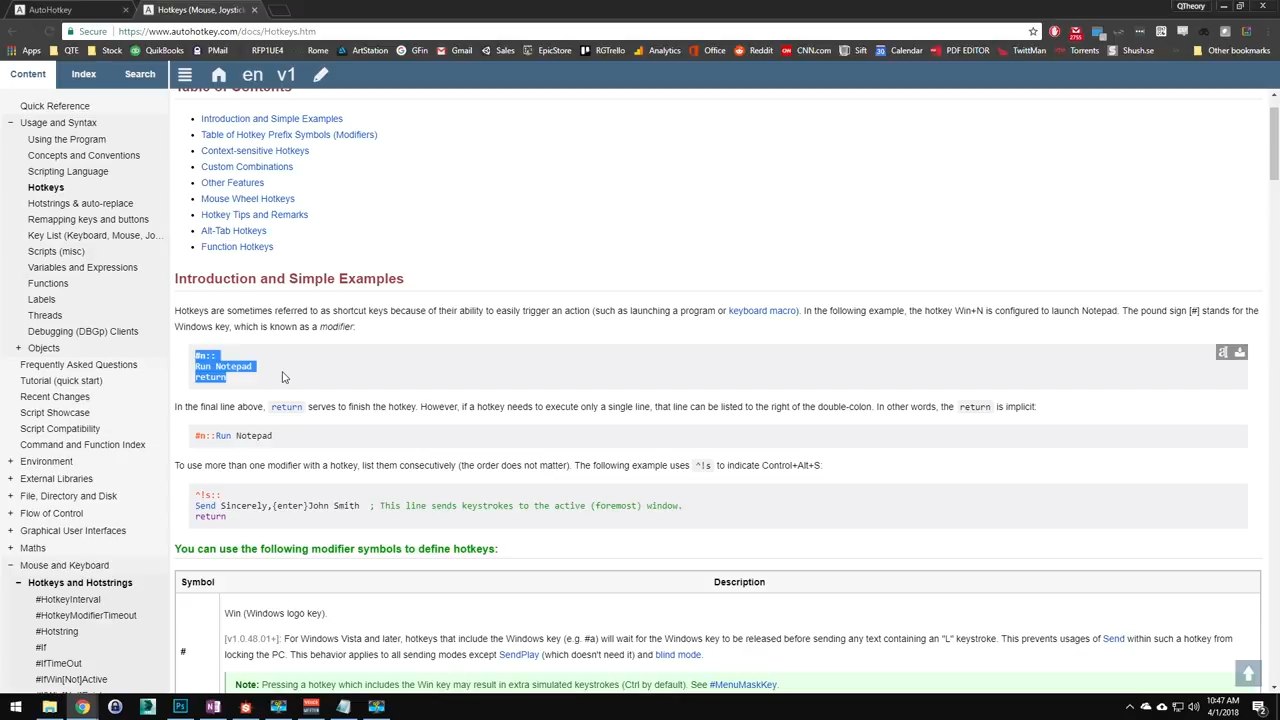 AutoHotkey
Hotkeys (Mouse, Joystick
QTheory
Secure
https://www.autohotkey.com/docs/Hotkeys.htm
Apps
QTE
QuikBooks
PMail
RP1UE4
Rome
ArtStation
GFin
Gmail
Sales
EpicStore
RGTrello
Analytics
Office
Reddit
CNN.com
Sift
Calendar
PDF EDITOR
TwittMan
Torrents
Slushse.
Other bookmarks
Content
Index
Search
en
v1
Quick Reference
Usage and Syntax
Using the Program
Concepts and Conventions
Scripting Language
Hotkeys
Hotstrings & auto-replace
Remapping keys and buttons
Key List (Keyboard, Mouse, Jo...
Scripts (misc)
Variables and Expressions
Functions
Labels
Threads
Debugging (DBGp) Clients
Objects
Frequently Asked Questions
Tutorial (quick start)
Recent Changes
Script Showcase
Script Compatibility
Command and Function Index
Environment
External Libraries
File, Directory and Disk
Flow of Control
Graphical User Interfaces
Maths
Mouse and Keyboard
Hotkeys and Hotstrings
#HotkeyInterval
#HotkeyModifierTimeout
#Hotstring
#If
#IfTimeOut
#IfWin[Not]Active
Table of Contents
Introduction and Simple Examples
Table of Hotkey Prefix Symbols (Modifiers)
Context-sensitive Hotkeys
Custom Combinations
Other Features
Mouse Wheel Hotkeys
Hotkey Tips and Remarks
Alt-Tab Hotkeys
Function Hotkeys
Introduction and Simple Examples
Hotkeys are sometimes referred to as shortcut keys because of their ability to easily trigger an action (such as launching a program or keyboard macro). In the following example, the hotkey Win+N is configured to launch Notepad. The pound sign [#] stands for the
Windows key, which is known as a modifier:
#n::
Run Notepad
return
In the final line above, return serves to finish the hotkey. However, if a hotkey needs to execute only a single line, that line can be listed to the right of the double-colon. In other words, the return is implicit:
#n::Run Notepad
To use more than one modifier with a hotkey, list them consecutively (the order does not matter). The following example uses ^!s to indicate Control+Alt+S:
^!s::
Send Sincerely,{enter}John Smith ; This line sends keystrokes to the active (foremost) window.
return
You can use the following modifier symbols to define hotkeys:
Symbol
Description
#
Win (Windows logo key).
[v1.0.48.01+]: For Windows Vista and later, hotkeys that include the Windows key (e.g. #a) will wait for the Windows key to be released before sending any text containing an "L" keystroke. This prevents usages of Send within such a hotkey from
locking the PC. This behavior applies to all sending modes except SendPlay (which doesn't need it) and blind mode.
Note: Pressing a hotkey which includes the Win key may result in extra simulated keystrokes (Ctrl by default). See #MenuMaskKey.
10:47 AM
4/1/2018